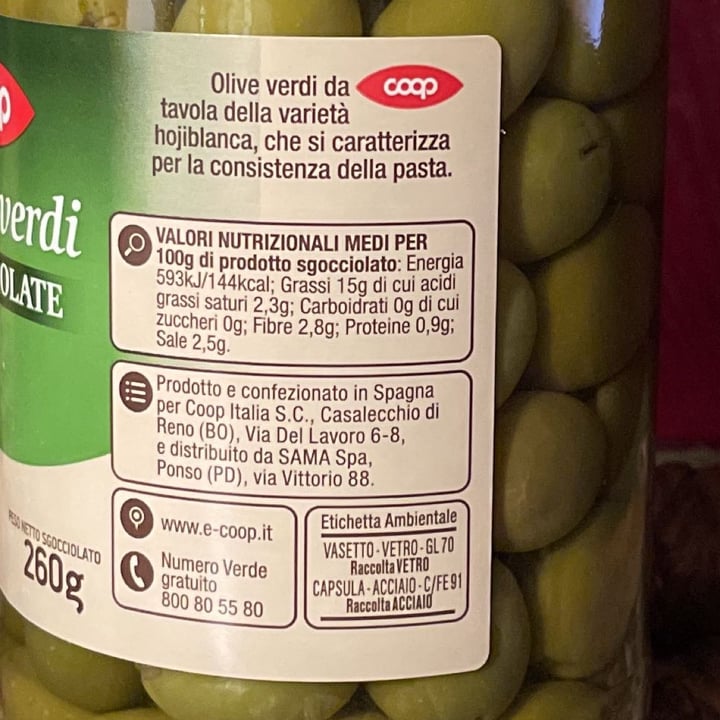 Olive verdi da coop
tavola della varietà
hojiblanca, che si caratterizza
per la consistenza della pasta.
verdi
OLATE
VALORI NUTRIZIONALI MEDI PER
100g di prodotto sgocciolato: Energia
593kJ/144kcal; Grassi 15g di cui acidi
grassi saturi 2,3g; Carboidrati 0g di cui
zuccheri 0g; Fibre 2,8g; Proteine 0,9g;
Sale 2,5g.
Prodotto e confezionato in Spagna
per Coop Italia S.C., Casalecchio di
Reno (BO), Via Del Lavoro 6-8,
e distribuito da SAMA Spa,
Ponso (PD), via Vittorio 88.
PESO NETTO SGOCCIOLATO
260g
www.e-coop.it
Numero Verde
gratuito
800 80 55 80
Etichetta Ambientale
VASETTO-VETRO-GL70
Raccolta VETRO
CAPSULA-ACCIAIO-C/FE91
Raccolta ACCIAIO